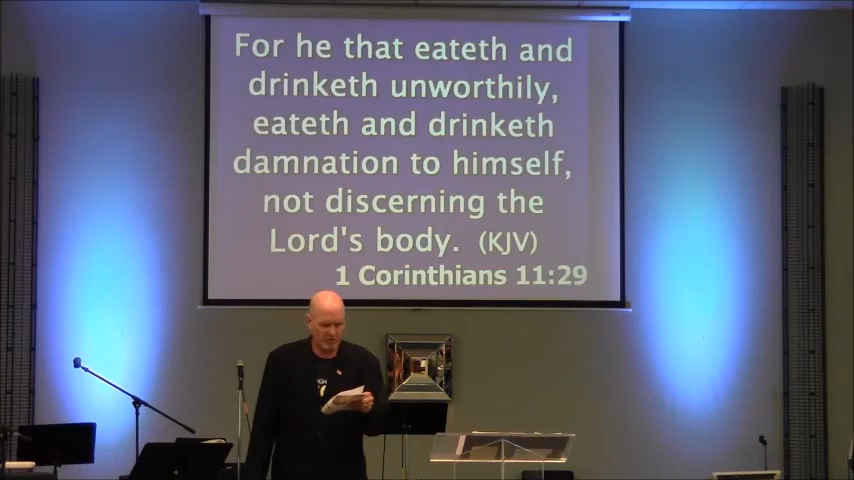 For he that eateth and
drinketh unworthily,
eateth and drinketh
damnation to himself,
not discerning the
Lord's body. (KJV)
1 Corinthians 11:29